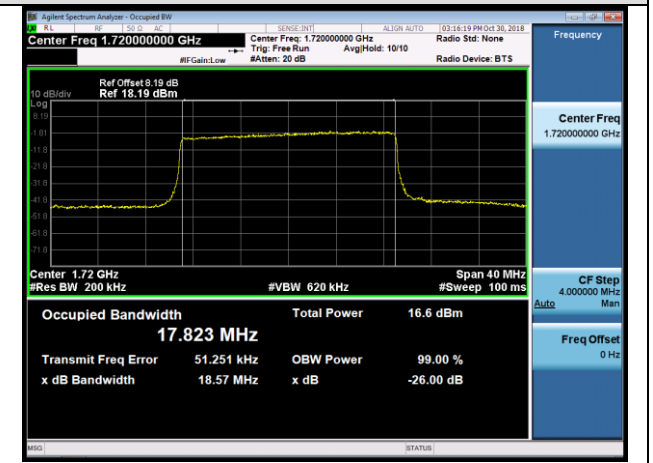 Agilent Spectrum Analyzer - Occupied BW
RL RF 50 Ω AC SENSE:INT ALIGN AUTO 03:16:19 PM Oct 30, 2018
Center Freq 1.720000000 GHz
Center Freq: 1.720000000 GHz
Radio Std: None
Trig: Free Run Avg|Hold: 10/10
#IFGain:Low #Atten: 20 dB Radio Device: BTS
Frequency
Ref Offset 8.19 dB
10 dB/div Ref 18.19 dBm
Log
8.19
-1.81
-11.8
-21.8
-31.8
-41.8
-51.8
-61.8
-71.8
Center 1.72 GHz Span 40 MHz
#Res BW 200 kHz #VBW 620 kHz #Sweep 100 ms
Occupied Bandwidth Total Power 16.6 dBm
17.823 MHz
Transmit Freq Error 51.251 kHz OBW Power 99.00 %
x dB Bandwidth 18.57 MHz x dB -26.00 dB
Center Freq
1.720000000 GHz
CF Step
4.000000 MHz
Auto Man
Freq Offset
0 Hz
MSG STATUS